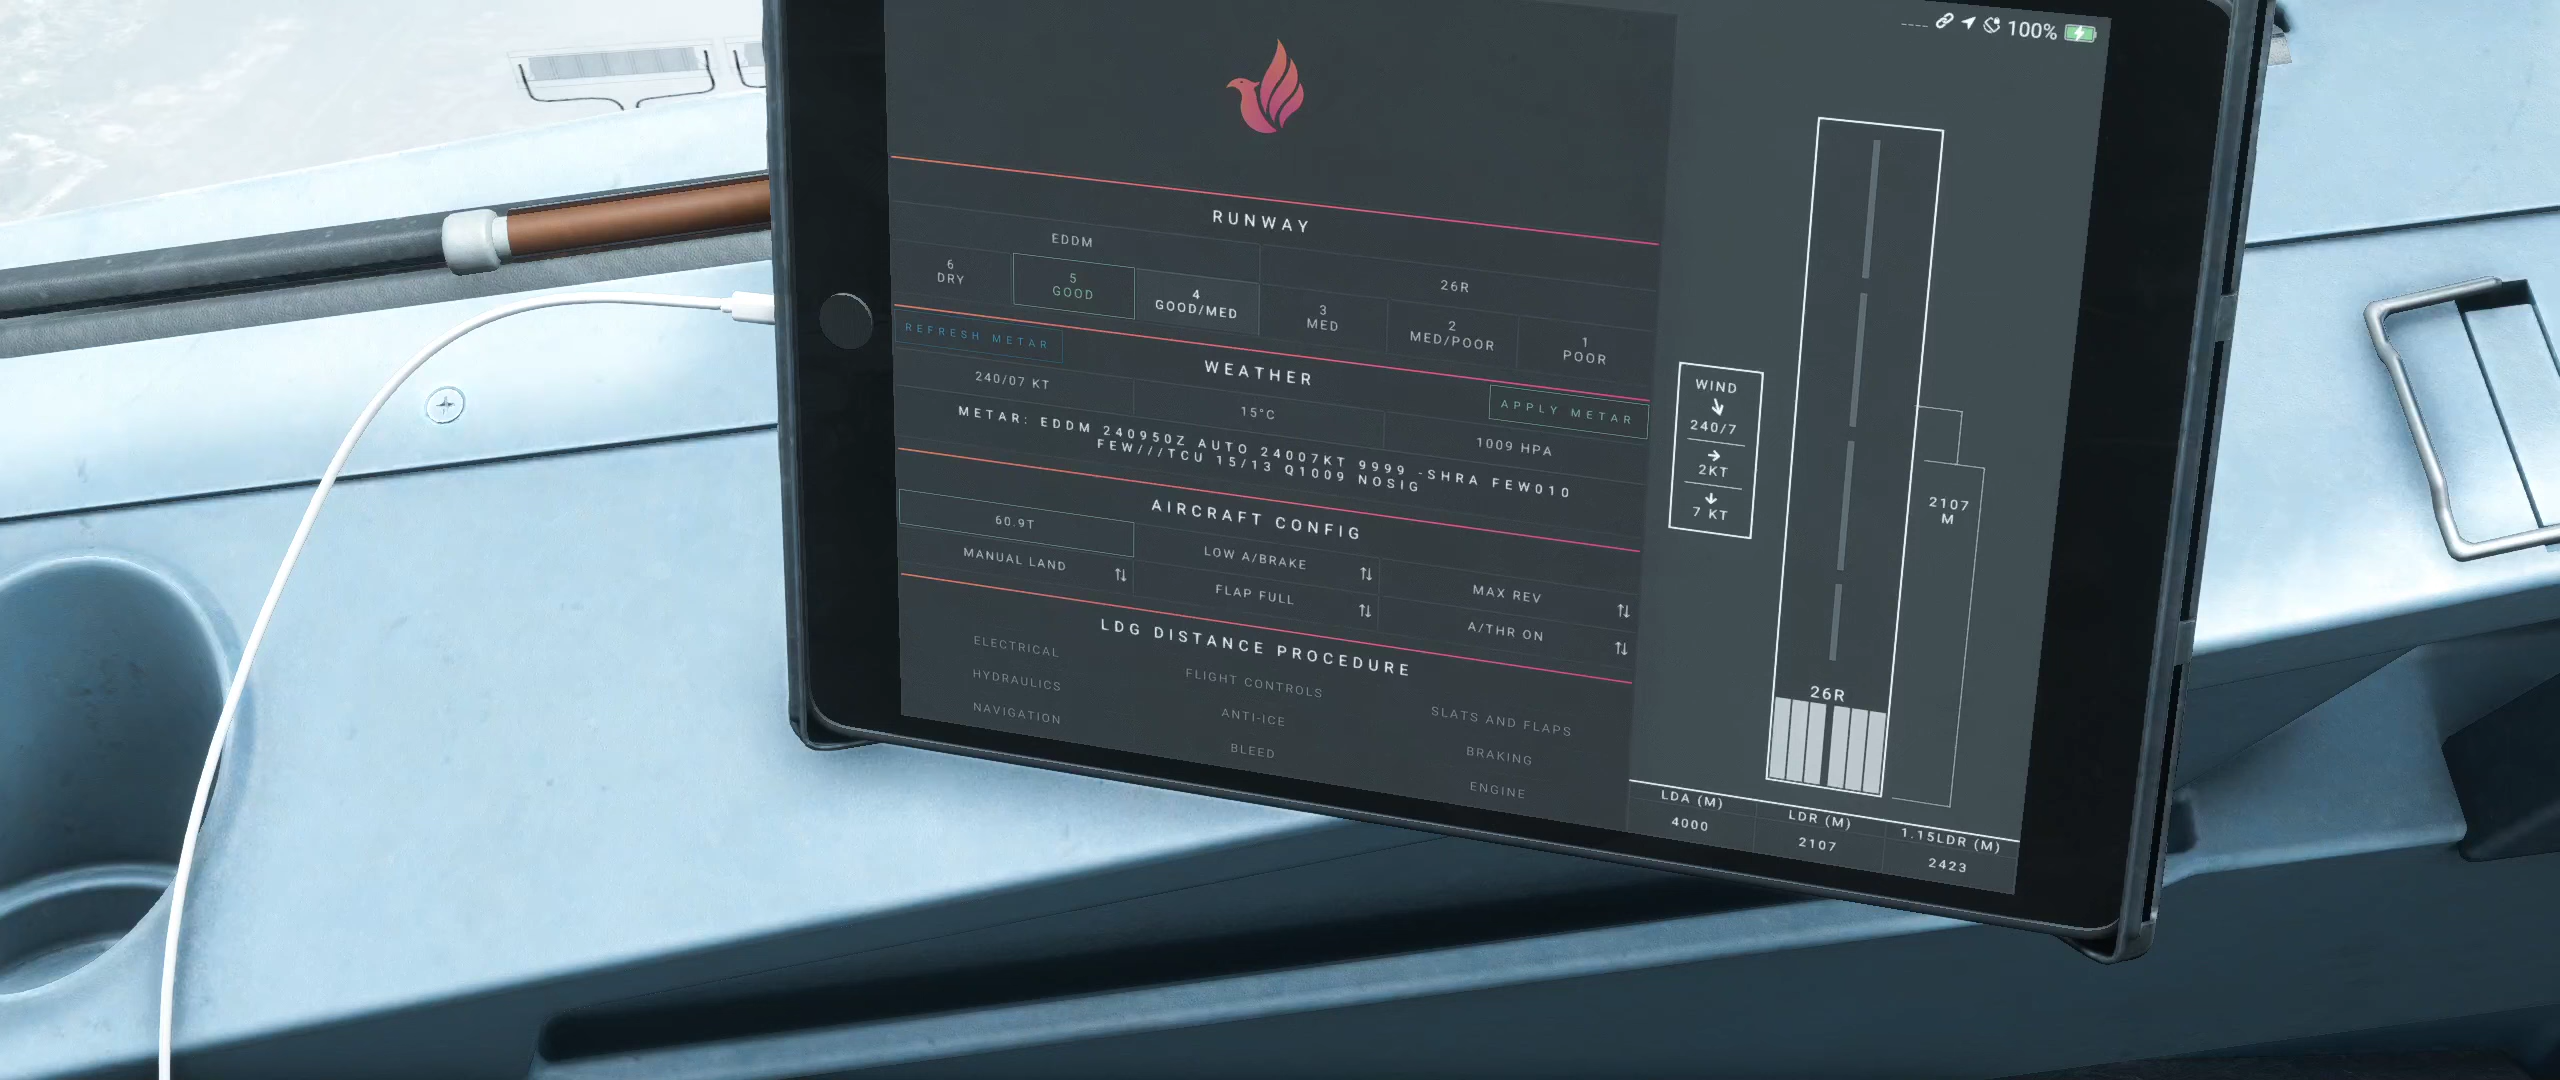 100%
RUNWAY
EDDM
26R
6
DRY
5
GOOD
4
GOOD/MED
3
MED
2
MED/POOR
1
POOR
REFRESH METAR
WEATHER
APPLY METAR
240/07 KT
15°C
1009 HPA
METAR: EDDM 240950Z AUTO 24007KT 9999 -SHRA FEW010
FEW///TCU 15/13 Q1009 NOSIG
AIRCRAFT CONFIG
60.9T
LOW A/BRAKE
MAX REV
MANUAL LAND
FLAP FULL
A/THR ON
LDG DISTANCE PROCEDURE
ELECTRICAL
FLIGHT CONTROLS
SLATS AND FLAPS
HYDRAULICS
ANTI-ICE
BRAKING
NAVIGATION
BLEED
ENGINE
WIND
240/7
2KT
7 KT
2107
M
26R
LDA (M)
LDR (M)
1.15LDR (M)
4000
2107
2423